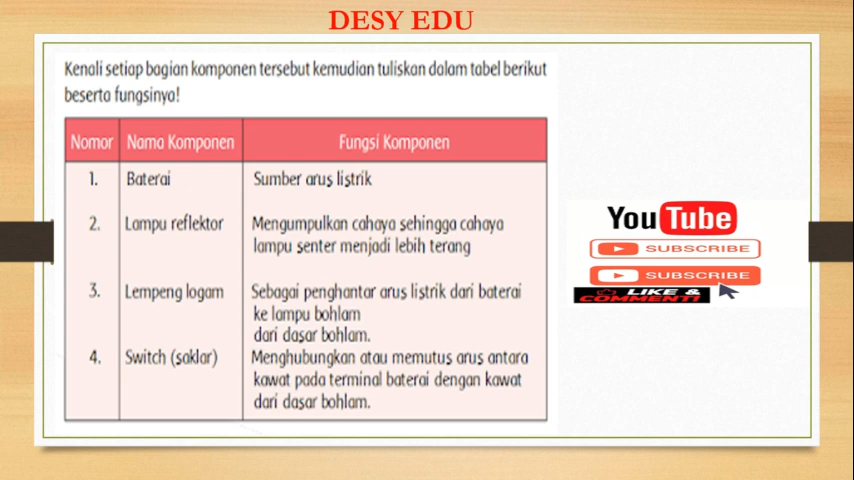 DESY EDU
Kenali setiap bagian komponen tersebut kemudian tuliskan dalam tabel berikut
beserta fungsinya!
Nomor Nama Komponen Fungsi Komponen
1. Baterai Sumber arus listrik
2. Lampu reflektor Mengumpulkan cahaya sehingga cahaya
lampu senter menjadi lebih terang
3. Lempeng logam Sebagai penghantar arus listrik dari baterai
ke lampu bohlam
dari dasar bohlam.
4. Switch (saklar) Menghubungkan atau memutus arus antara
kawat pada terminal baterai dengan kawat
dari dasar bohlam.
YouTube
SUBSCRIBE
SUBSCRIBE
LIKE &
COMMENT!